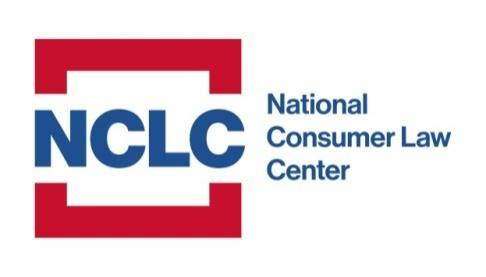 NCLC
National
Consumer Law
Center